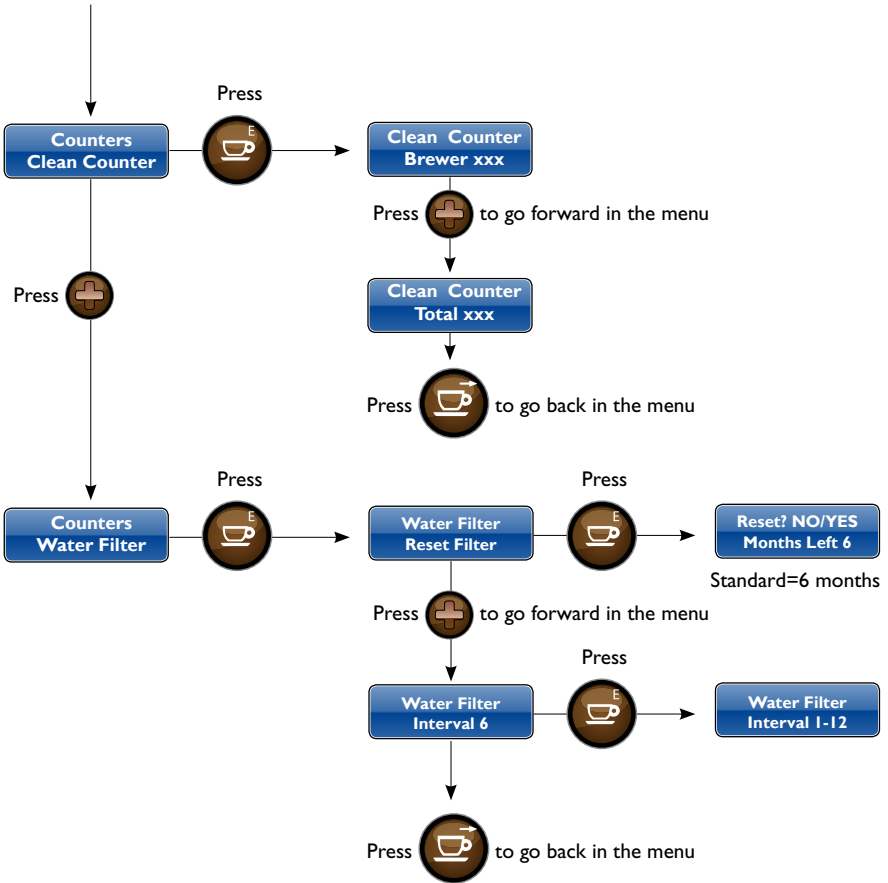 Press
E
Counters
Clean Counter
Clean Counter
Brewer xxx
Press to go forward in the menu
Press
Clean Counter
Total xxx
Press to go back in the menu
Press
E
Press
E
Counters
Water Filter
Water Filter
Reset Filter
Reset? NO/YES
Months Left 6
Standard=6 months
Press to go forward in the menu
Press
E
Water Filter
Interval 6
Water Filter
Interval 1-12
Press to go back in the menu